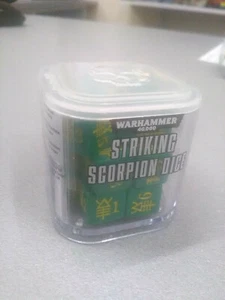 WARHAMMER
40,000
STRIKING
SCORPION DICE